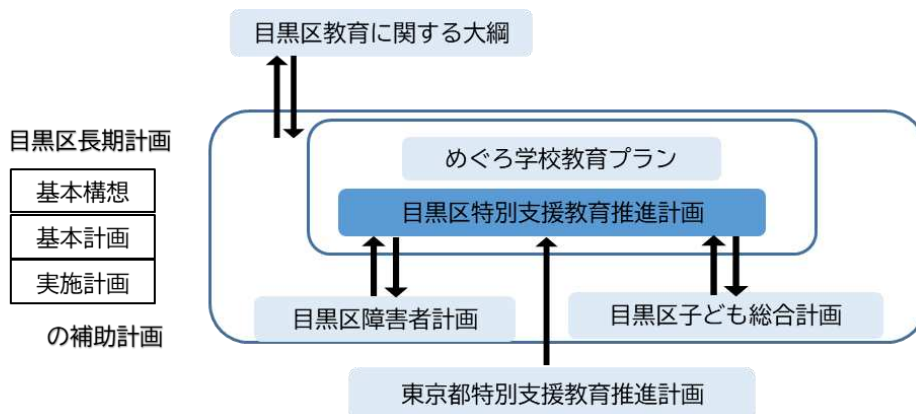 目黒区教育に関する大綱
目黒区長期計画
基本構想
基本計画
実施計画
の補助計画
めぐろ学校教育プラン
目黒区特別支援教育推進計画
目黒区障害者計画
目黒区子ども総合計画
東京都特別支援教育推進計画